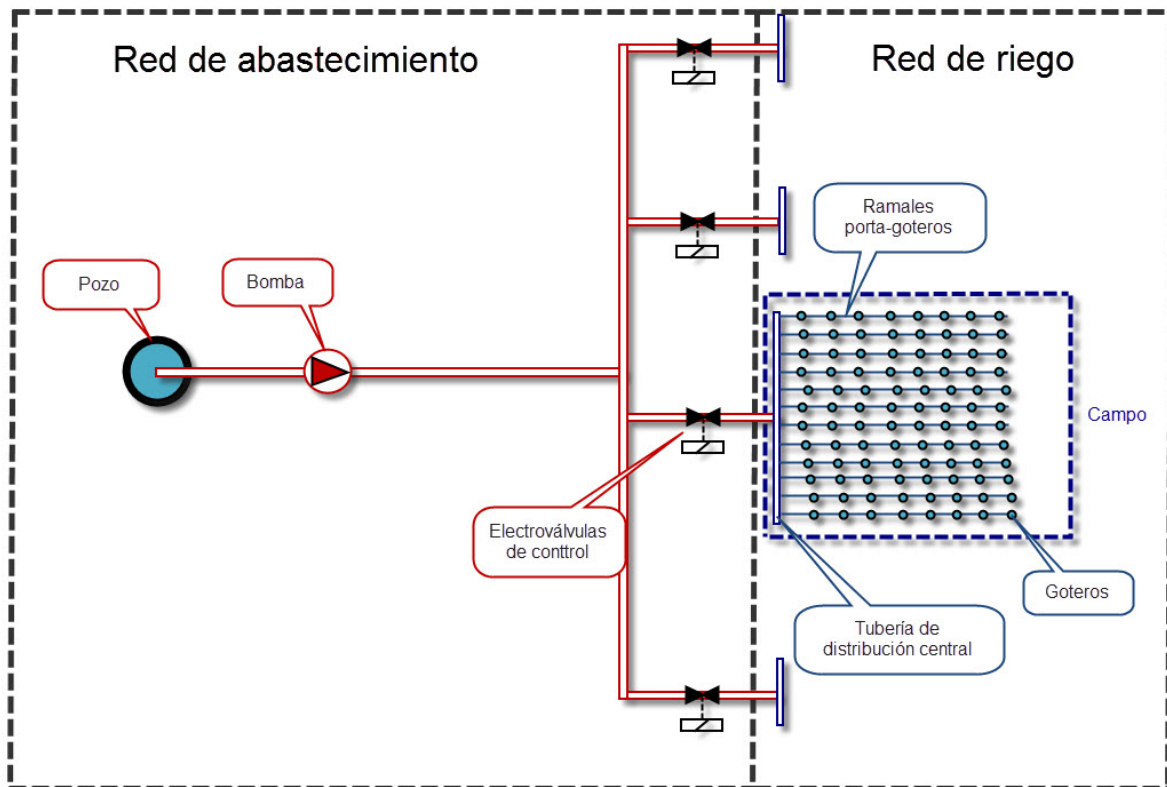 Red de abastecimiento
Red de riego
Ramales
porta-goteros
Pozo
Bomba
Campo
Electroválvulas
de conttrol
Goteros
Tubería de
distribución central